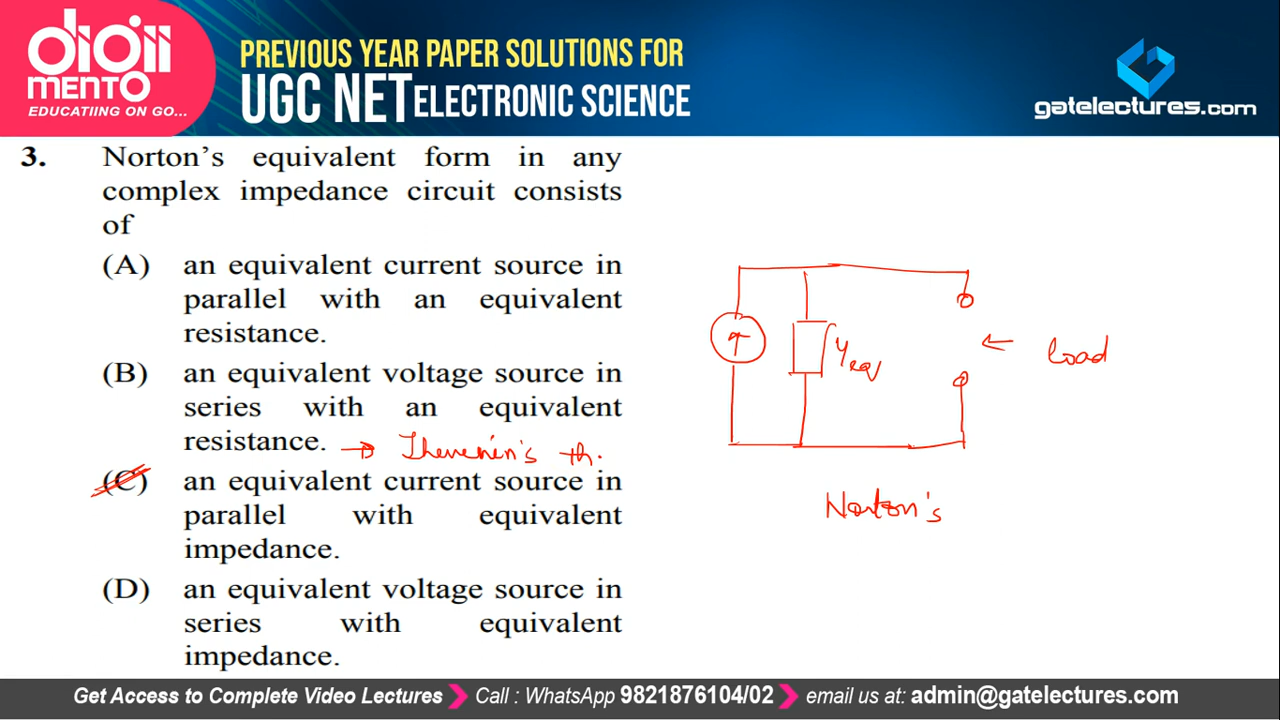 digii
MENTO
EDUCATIING ON GO...
PREVIOUS YEAR PAPER SOLUTIONS FOR
UGC NET ELECTRONIC SCIENCE
gatelectures.com
3. Norton's equivalent form in any
complex impedance circuit consists
of
(A) an equivalent current source in
parallel with an equivalent
resistance.
(B) an equivalent voltage source in
series with an equivalent
resistance. → Thevenin's th.
(C) an equivalent current source in
parallel with equivalent
impedance.
(D) an equivalent voltage source in
series with equivalent
impedance.
Yeq
← load
Norton's
Get Access to Complete Video Lectures Call : WhatsApp 9821876104/02 email us at: admin@gatelectures.com